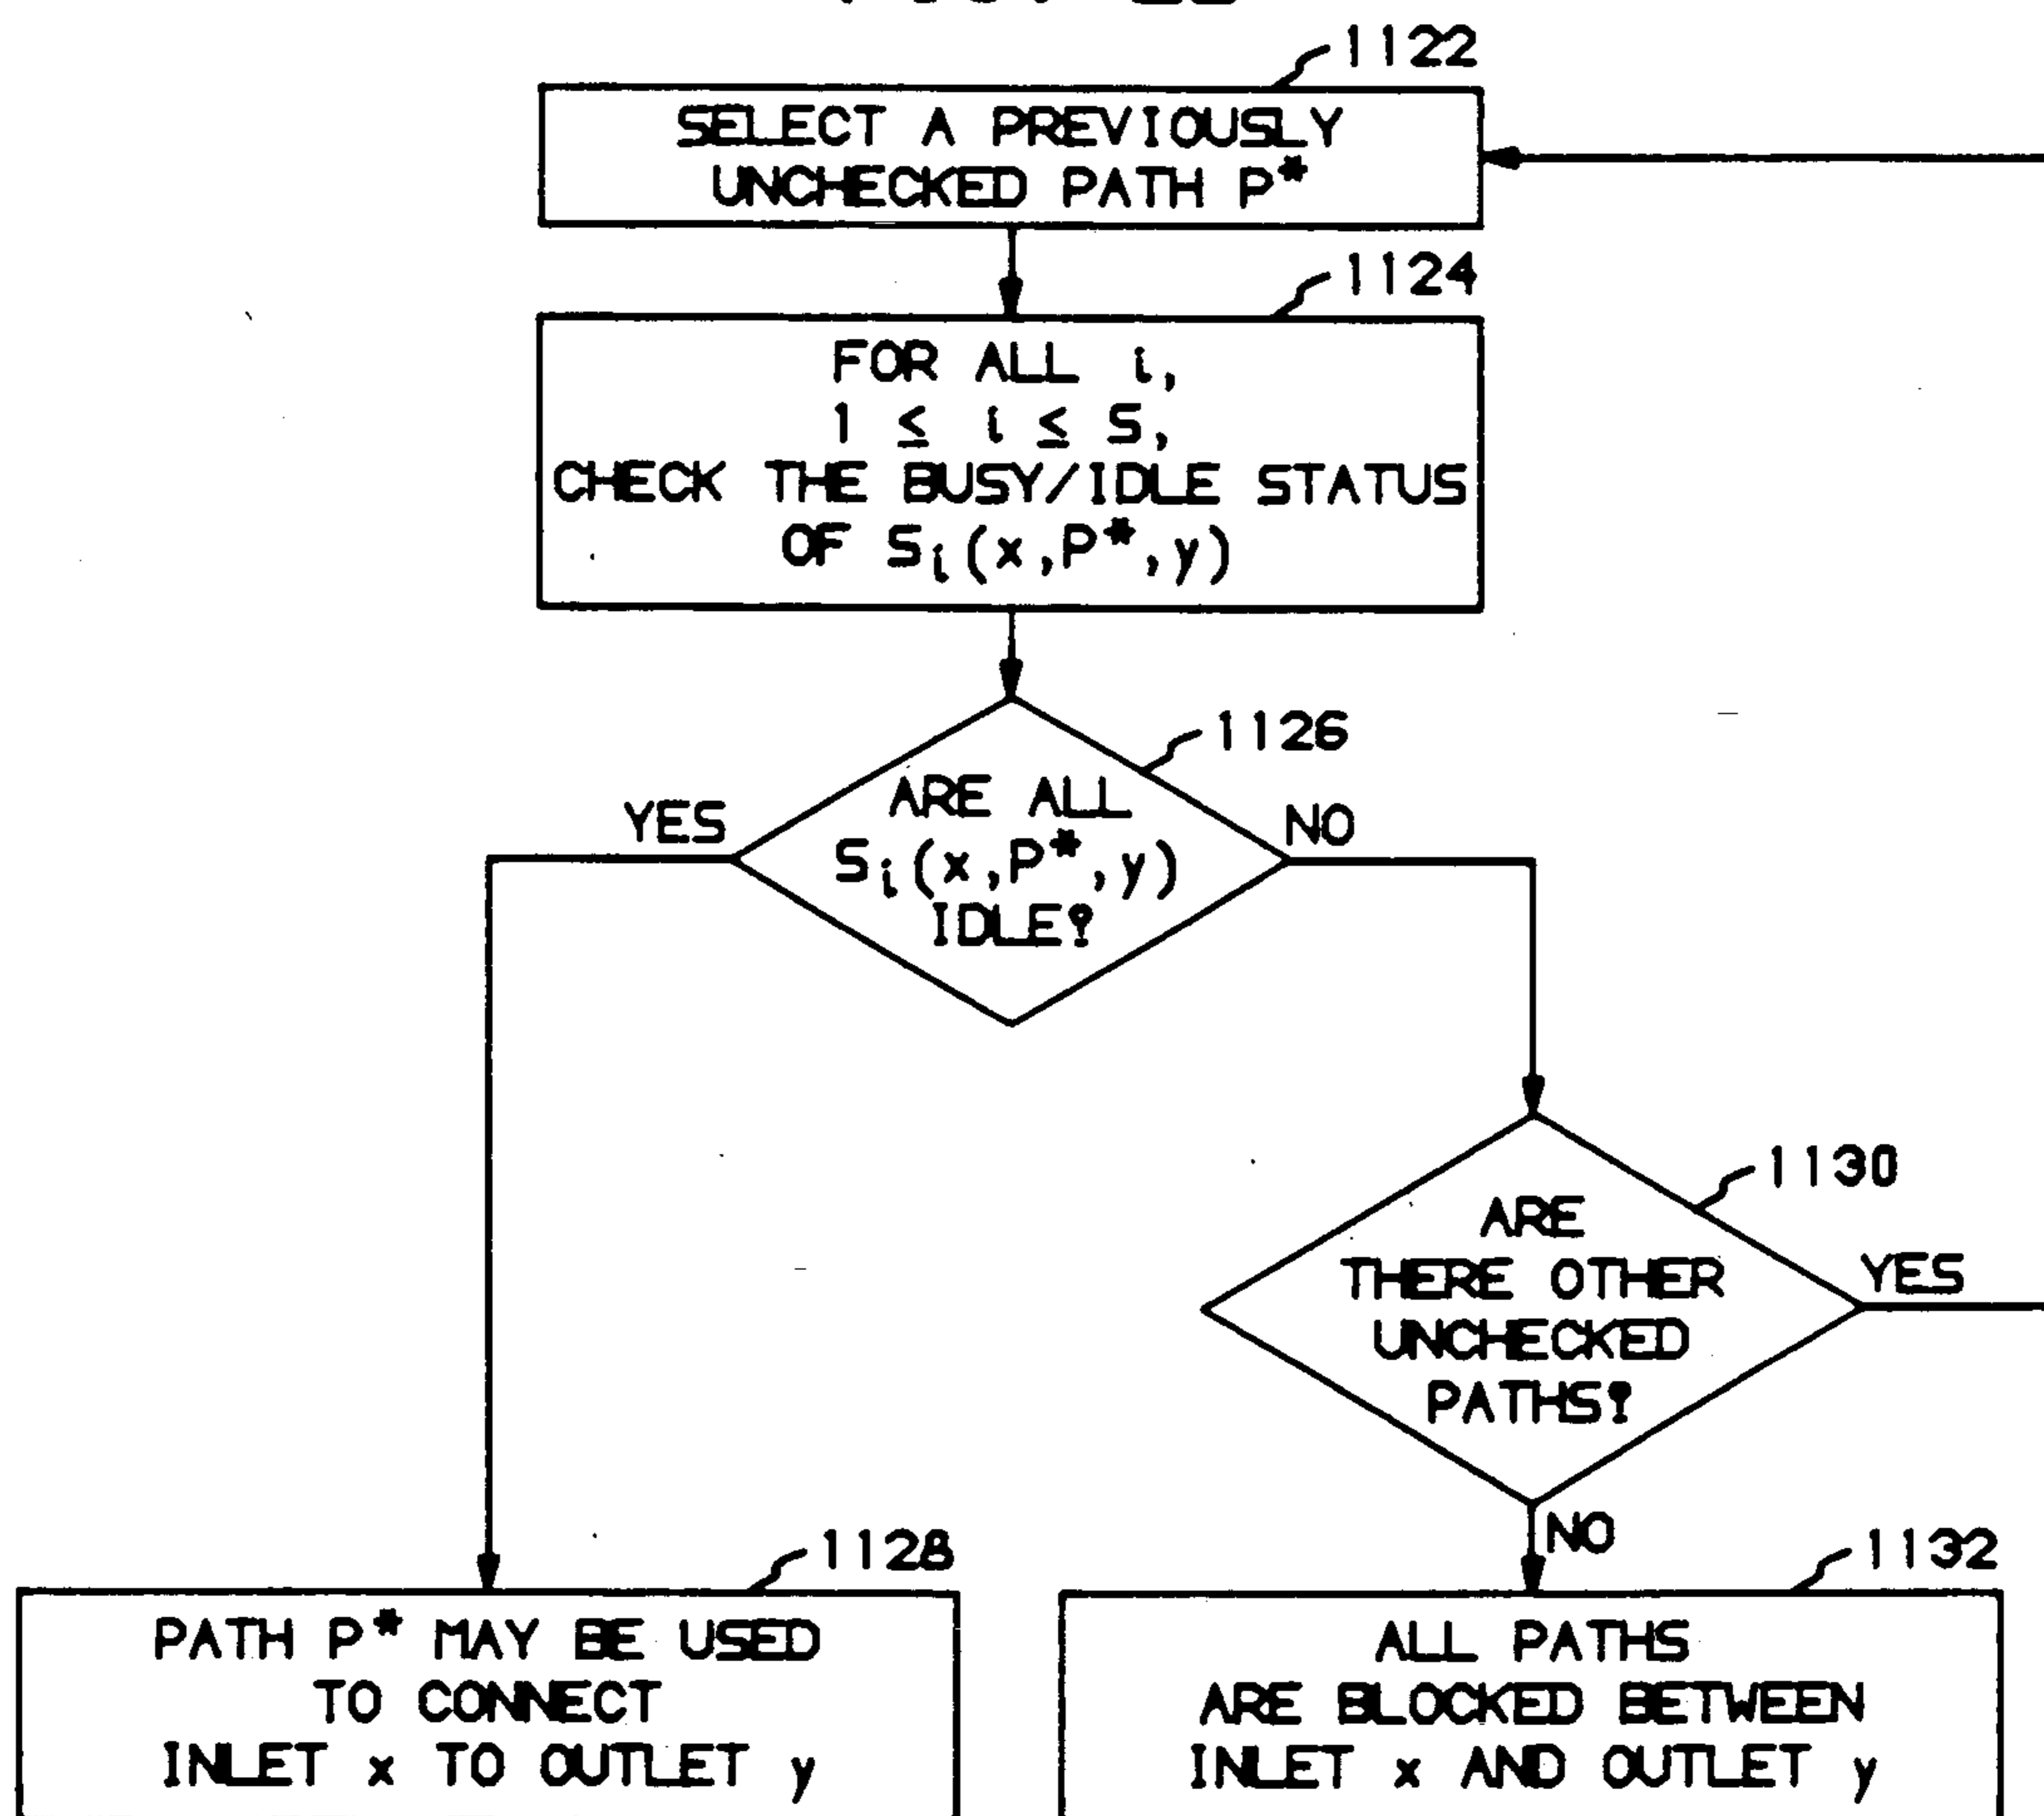 1122
SELECT A PREVIOUSLY
UNCHECKED PATH P*
1124
FOR ALL i,
1 ≤ i ≤ S,
CHECK THE BUSY/IDLE STATUS
OF Si(x,P*,y)
1126
ARE ALL
Si(x,P*,y)
IDLE?
YES
NO
1130
ARE
THERE OTHER
UNCHECKED
PATHS?
YES
NO
1128
PATH P* MAY BE USED
TO CONNECT
INLET x TO OUTLET y
1132
ALL PATHS
ARE BLOCKED BETWEEN
INLET x AND OUTLET y